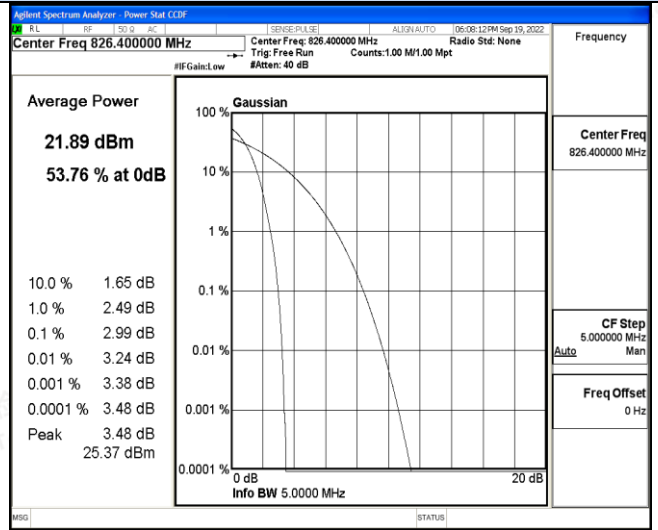 Agilent Spectrum Analyzer - Power Stat CCDF
RL RF 50 Ω AC SENSE:PULSE ALIGN AUTO 06:08:12 PM Sep 19, 2022
Center Freq 826.400000 MHz
Center Freq: 826.400000 MHz Radio Std: None
Trig: Free Run Counts:1.00 M/1.00 Mpt
#IFGain:Low #Atten: 40 dB
Frequency
Average Power
21.89 dBm
53.76 % at 0dB
10.0 % 1.65 dB
1.0 % 2.49 dB
0.1 % 2.99 dB
0.01 % 3.24 dB
0.001 % 3.38 dB
0.0001 % 3.48 dB
Peak 3.48 dB
25.37 dBm
Gaussian
100 %
10 %
1 %
0.1 %
0.01 %
0.001 %
0.0001 %
0 dB 20 dB
Info BW 5.0000 MHz
Center Freq
826.400000 MHz
CF Step
5.000000 MHz
Auto Man
Freq Offset
0 Hz
MSG STATUS